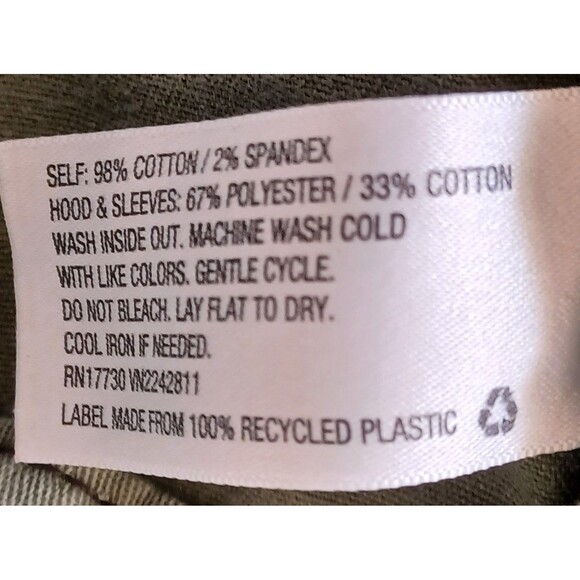 SELF: 98% COTTON / 2% SPANDEX
HOOD & SLEEVES: 67% POLYESTER / 33% COTTON
WASH INSIDE OUT. MACHINE WASH COLD
WITH LIKE COLORS. GENTLE CYCLE.
DO NOT BLEACH. LAY FLAT TO DRY.
COOL IRON IF NEEDED.
RN17730 VN2242811
LABEL MADE FROM 100% RECYCLED PLASTIC